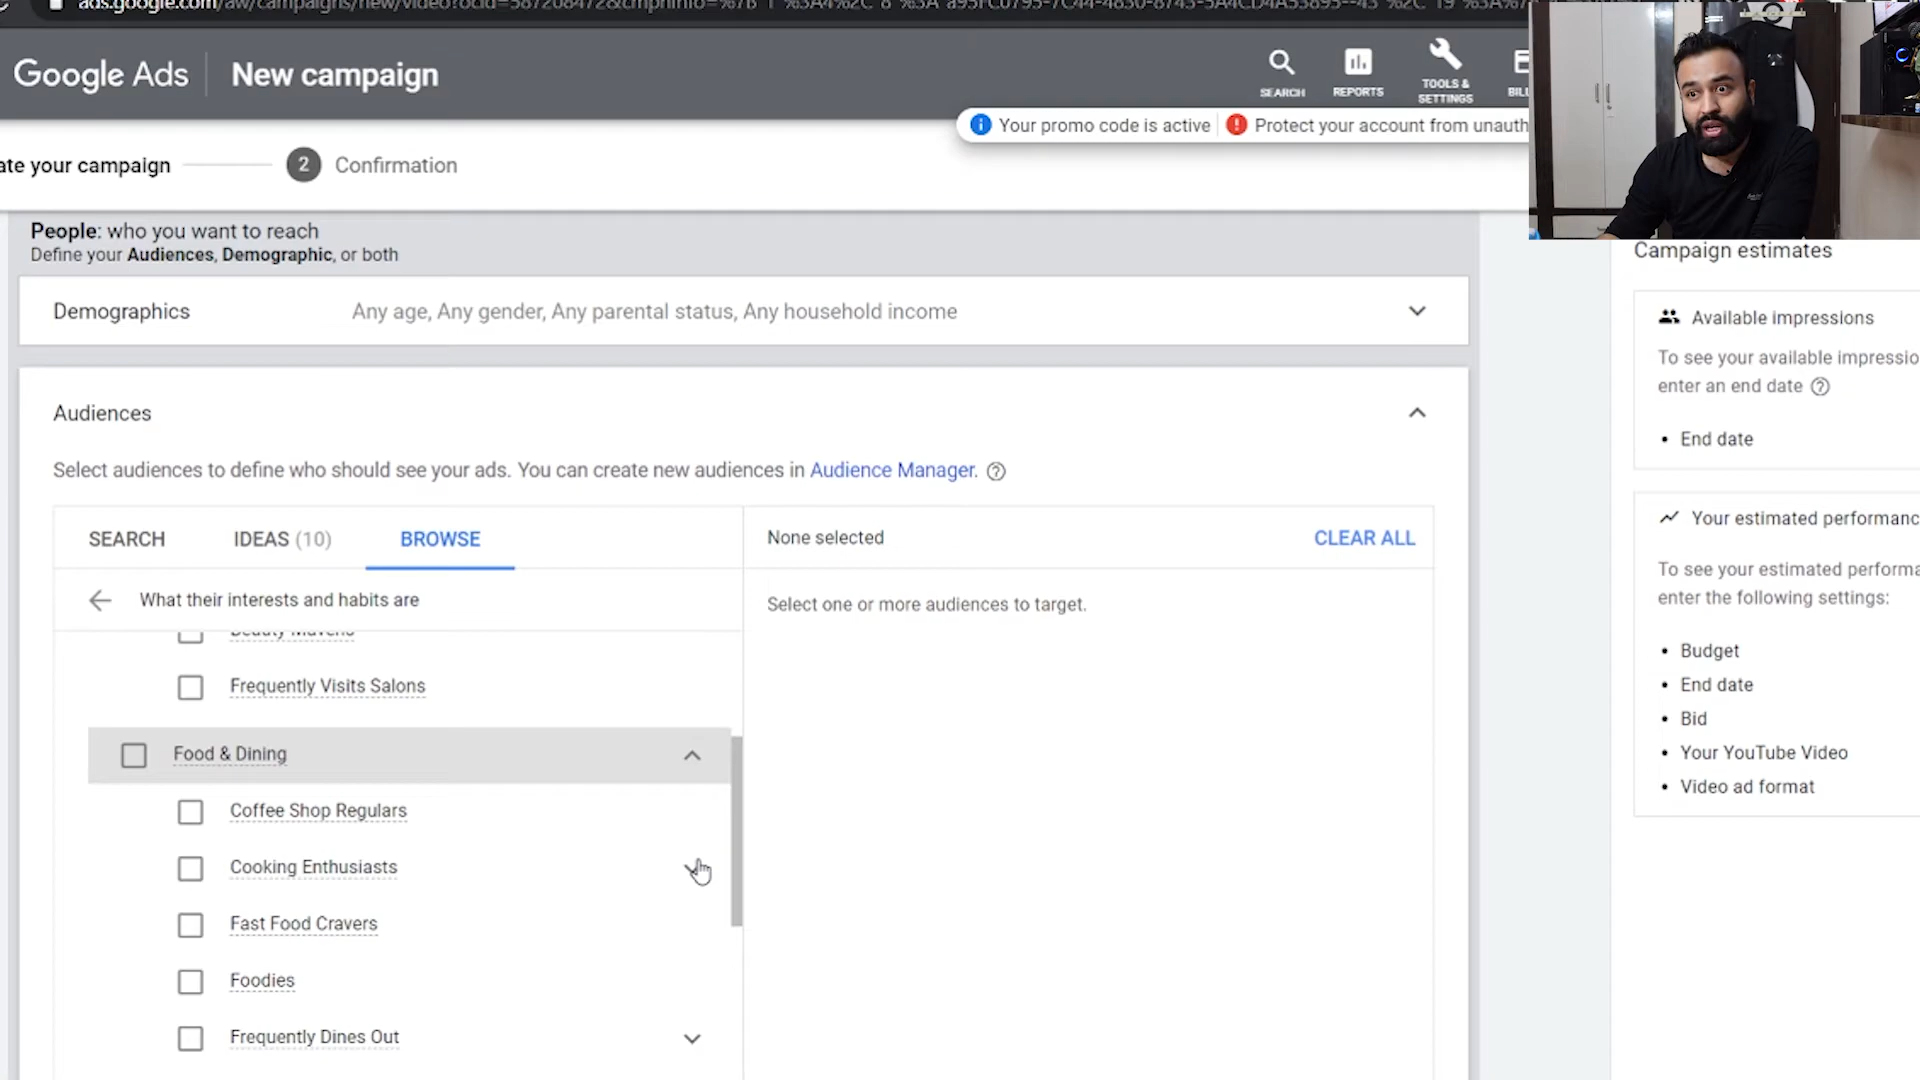 Google Ads
New campaign
SEARCH
REPORTS
TOOLS &
SETTINGS
Your promo code is active
Protect your account from
ate your campaign
2
Confirmation
People: who you want to reach
Define your Audiences, Demographic, or both
Demographics
Any age, Any gender, Any parental status, Any household income
Audiences
Select audiences to define who should see your ads. You can create new audiences in Audience Manager.
SEARCH
IDEAS (10)
BROWSE
None selected
CLEAR ALL
What their interests and habits are
Select one or more audiences to target.
Beauty Mavens
Frequently Visits Salons
Food & Dining
Coffee Shop Regulars
Cooking Enthusiasts
Fast Food Cravers
Foodies
Frequently Dines Out
Campaign estimates
Available impressions
To see your available impressio
enter an end date
• End date
Your estimated performanc
To see your estimated performa
enter the following settings:
• Budget
• End date
• Bid
• Your YouTube Video
• Video ad format